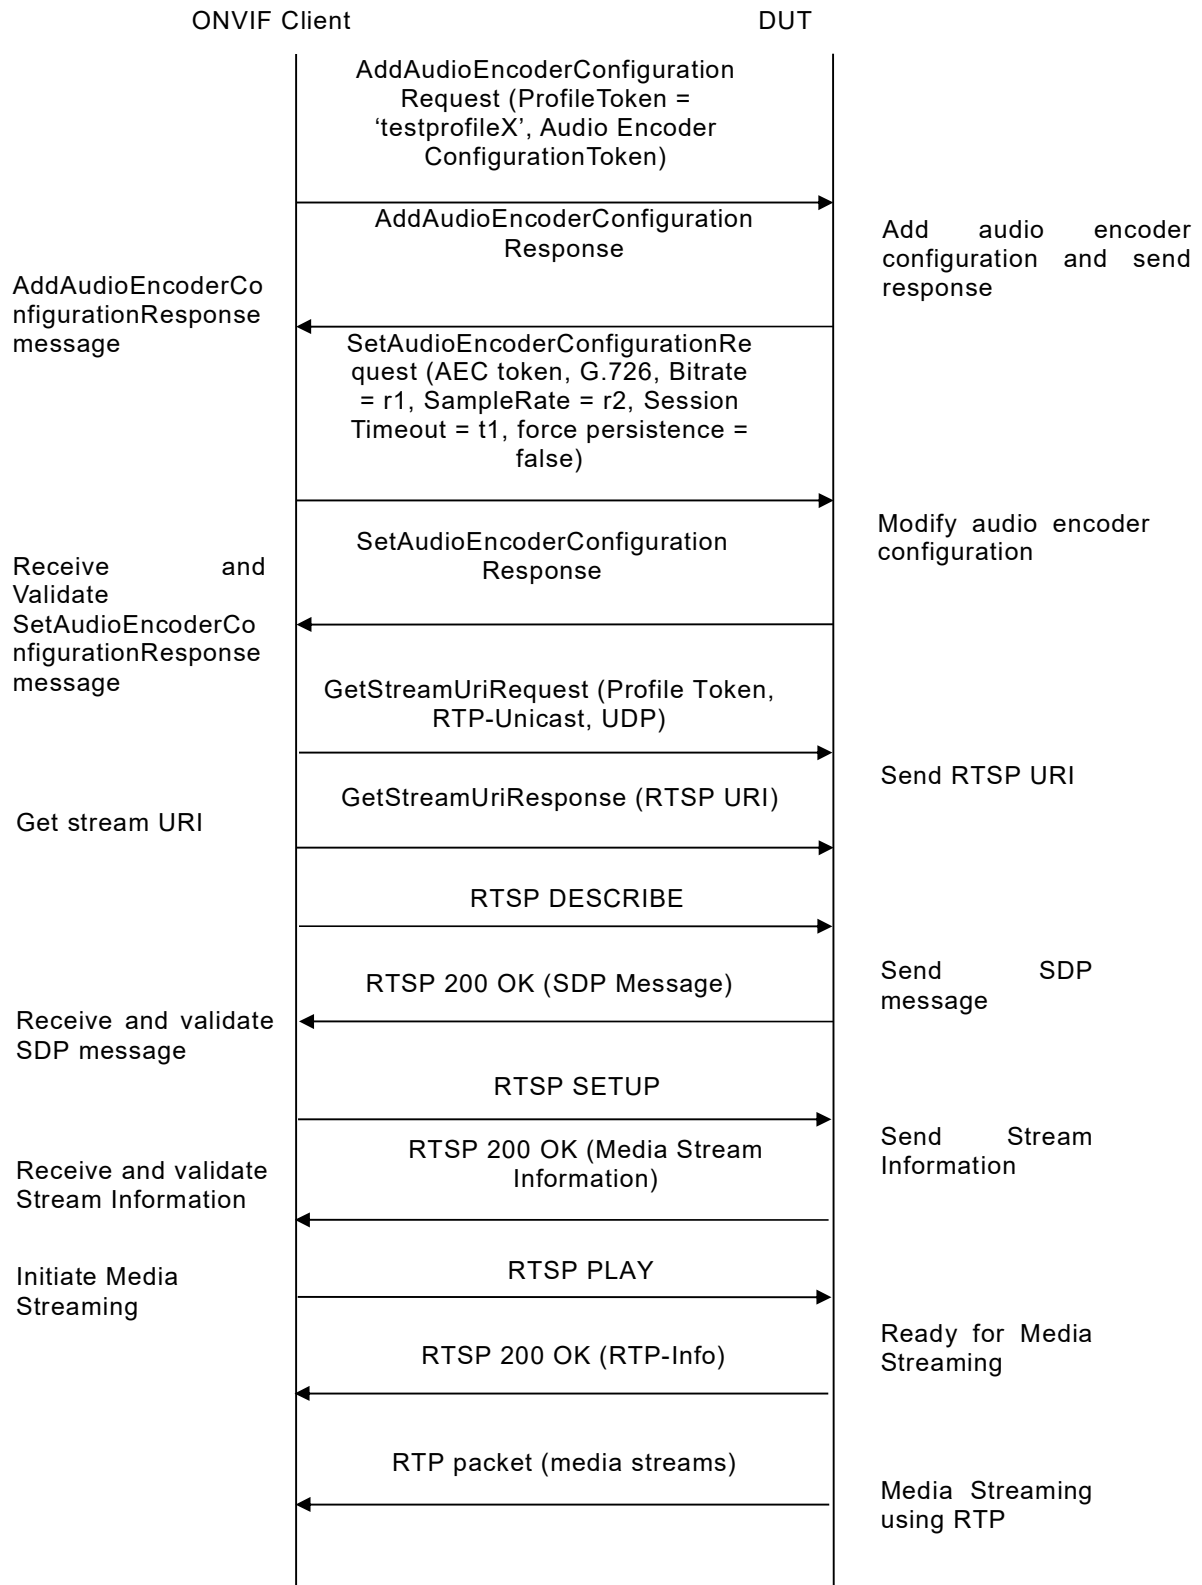 ONVIF Client
DUT
AddAudioEncoderConfiguration
Request (ProfileToken =
‘testprofileX’, Audio Encoder
ConfigurationToken)
AddAudioEncoderConfiguration
Response
Add audio encoder
configuration and send
response
AddAudioEncoderCo
nfigurationResponse
message
SetAudioEncoderConfigurationRe
quest (AEC token, G.726, Bitrate
= r1, SampleRate = r2, Session
Timeout = t1, force persistence =
false)
Modify audio encoder
configuration
SetAudioEncoderConfiguration
Response
Receive and
Validate
SetAudioEncoderCo
nfigurationResponse
message
GetStreamUriRequest (Profile Token,
RTP-Unicast, UDP)
Send RTSP URI
GetStreamUriResponse (RTSP URI)
Get stream URI
RTSP DESCRIBE
Send SDP
message
RTSP 200 OK (SDP Message)
Receive and validate
SDP message
RTSP SETUP
Send Stream
Information
RTSP 200 OK (Media Stream
Information)
Receive and validate
Stream Information
RTSP PLAY
Initiate Media
Streaming
Ready for Media
Streaming
RTSP 200 OK (RTP-Info)
RTP packet (media streams)
Media Streaming
using RTP